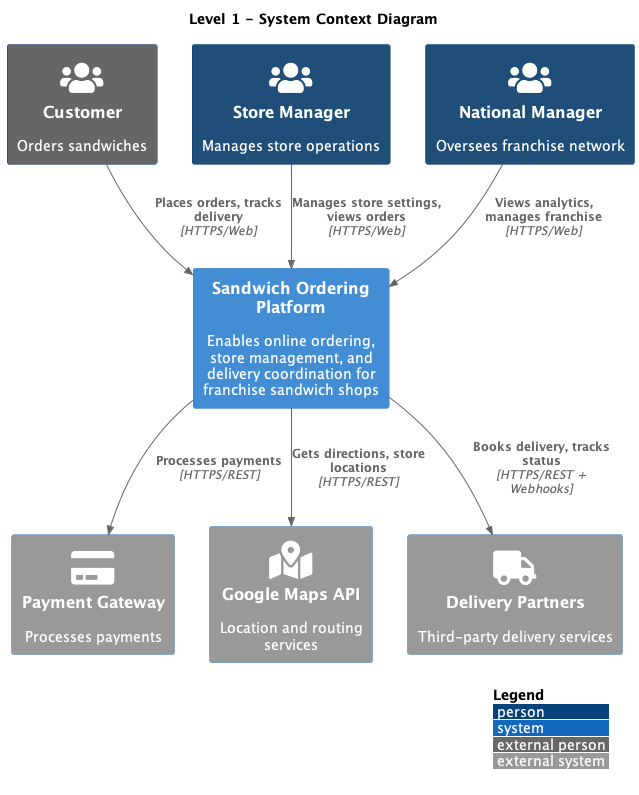 Level 1 – System Context Diagram
Customer
Orders sandwiches
Store Manager
Manages store operations
National Manager
Oversees franchise network
Places orders, tracks
delivery
[HTTPS/Web]
Manages store settings,
views orders
[HTTPS/Web]
Views analytics,
manages franchise
[HTTPS/Web]
Sandwich Ordering
Platform
Enables online ordering,
store management, and
delivery coordination for
franchise sandwich shops
Processes payments
[HTTPS/REST]
Gets directions, store
locations
[HTTPS/REST]
Books delivery, tracks
status
[HTTPS/REST +
Webhooks]
Payment Gateway
Processes payments
Google Maps API
Location and routing
services
Delivery Partners
Third-party delivery services
Legend
person
system
external person
external system